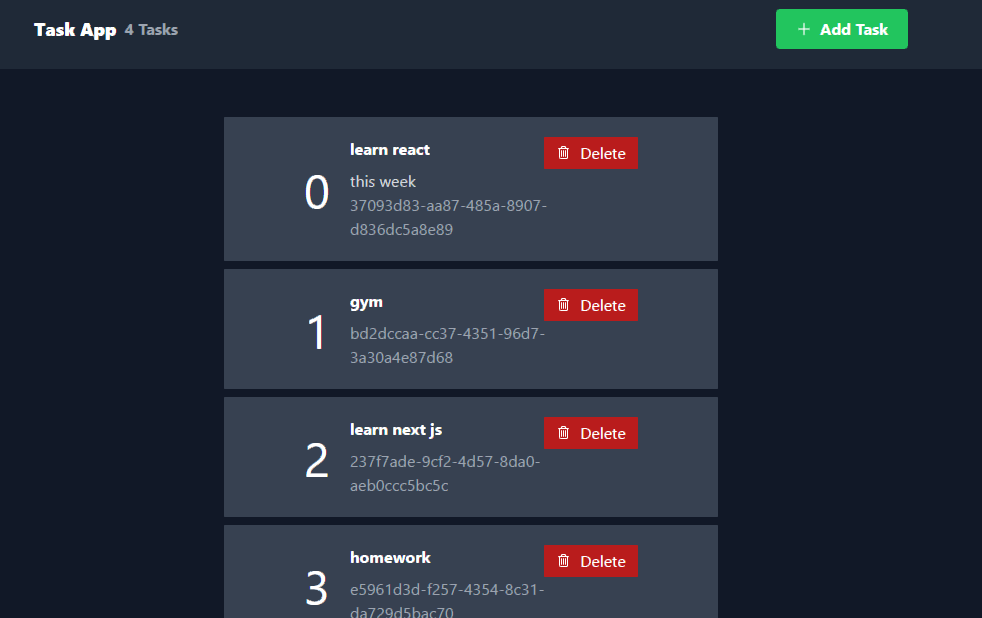 Task App 4 Tasks
+ Add Task
0
learn react
Delete
this week
37093d83-aa87-485a-8907-
d836dc5a8e89
1
gym
Delete
bd2dccaa-cc37-4351-96d7-
3a30a4e87d68
2
learn next js
Delete
237f7ade-9cf2-4d57-8da0-
aeb0ccc5bc5c
3
homework
Delete
e5961d3d-f257-4354-8c31-
da729d5bac70